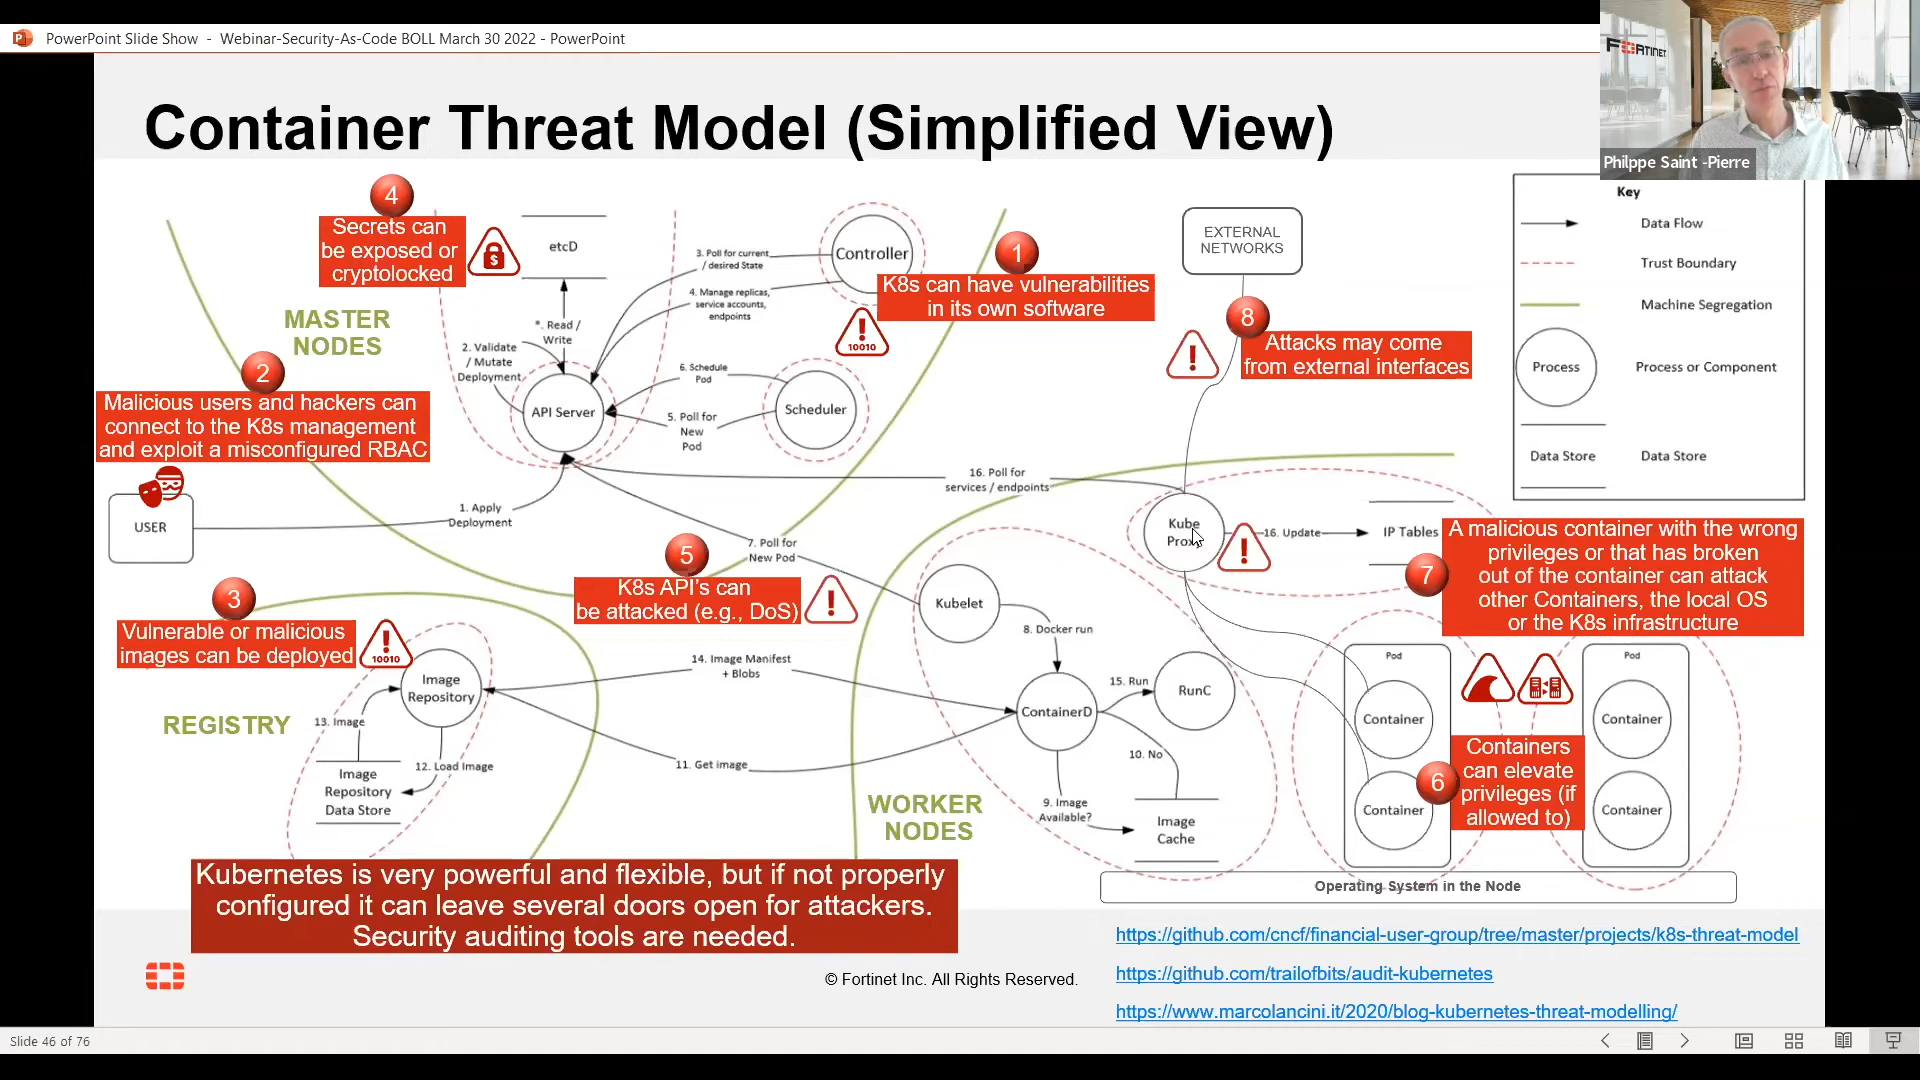 PowerPoint Slide Show - Webinar-Security-As-Code BOLL March 30 2022 - PowerPoint
FORTINET
Philppe Saint -Pierre
Container Threat Model (Simplified View)
4
Secrets can
be exposed or
cryptolocked
etcD
3. Poll for current
/ desired State
Controller
4. Manage replicas,
service accounts,
endpoints
1
K8s can have vulnerabilities
in its own software
10010
EXTERNAL
NETWORKS
8
Attacks may come
from external interfaces
Key
Data Flow
Trust Boundary
Machine Segregation
Process
Process or Component
Data Store
Data Store
MASTER
NODES
*. Read /
Write
2. Validate
/ Mutate
Deployment
API Server
6. Schedule
Pod
5. Poll for
New
Pod
Scheduler
2
Malicious users and hackers can
connect to the K8s management
and exploit a misconfigured RBAC
USER
1. Apply
Deployment
16. Poll for
services / endpoints
Kube
Proxy
16. Update
IP Tables
7
A malicious container with the wrong
privileges or that has broken
out of the container can attack
other Containers, the local OS
or the K8s infrastructure
7. Poll for
New Pod
5
K8s API's can
be attacked (e.g., DoS)
3
Vulnerable or malicious
images can be deployed
10010
Image
Repository
REGISTRY
13. Image
12. Load Image
Image
Repository
Data Store
14. Image Manifest
+ Blobs
11. Get image
Kubelet
8. Docker run
ContainerD
15. Run
RunC
10. No
9. Image
Available?
Image
Cache
WORKER
NODES
Pod
Container
Container
6
Containers
can elevate
privileges (if
allowed to)
Pod
Container
Container
Operating System in the Node
Kubernetes is very powerful and flexible, but if not properly
configured it can leave several doors open for attackers.
Security auditing tools are needed.
© Fortinet Inc. All Rights Reserved.
https://github.com/cncf/financial-user-group/tree/master/projects/k8s-threat-model
https://github.com/trailofbits/audit-kubernetes
https://www.marcolancini.it/2020/blog-kubernetes-threat-modelling/
Slide 46 of 76